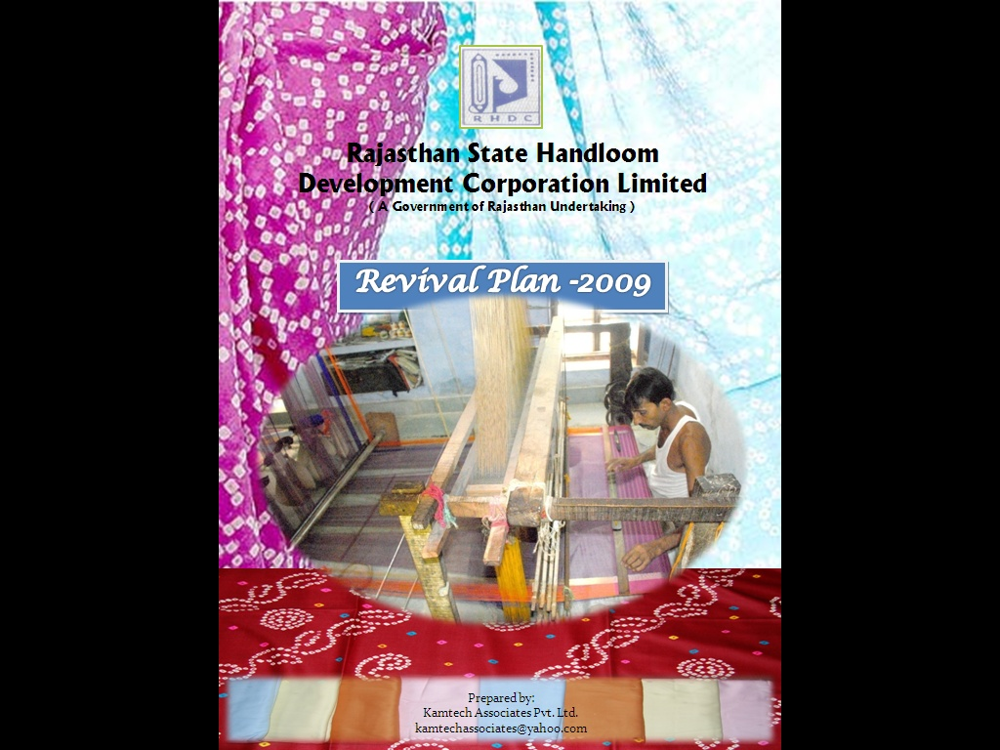 RHDC
Rajasthan State Handloom
Development Corporation Limited
( A Government of Rajasthan Undertaking )
Revival Plan -2009
Prepared by:
Kamtech Associates Pvt. Ltd.
kamtechassociates@yahoo.com